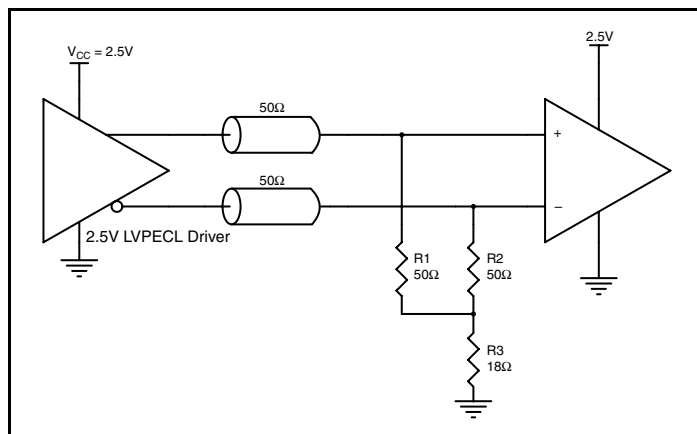 V_CC = 2.5V
2.5V
50Ω
+
50Ω
−
2.5V LVPECL Driver
R1
50Ω
R2
50Ω
R3
18Ω